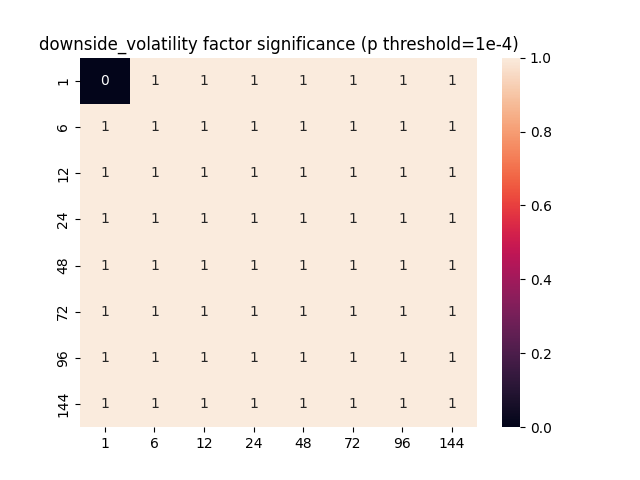 downside_volatility factor significance (p threshold=1e-4)
1 0 1 1 1 1 1 1 1
6 1 1 1 1 1 1 1 1
12 1 1 1 1 1 1 1 1
24 1 1 1 1 1 1 1 1
48 1 1 1 1 1 1 1 1
72 1 1 1 1 1 1 1 1
96 1 1 1 1 1 1 1 1
144 1 1 1 1 1 1 1 1
1 6 12 24 48 72 96 144
1.0
0.8
0.6
0.4
0.2
0.0